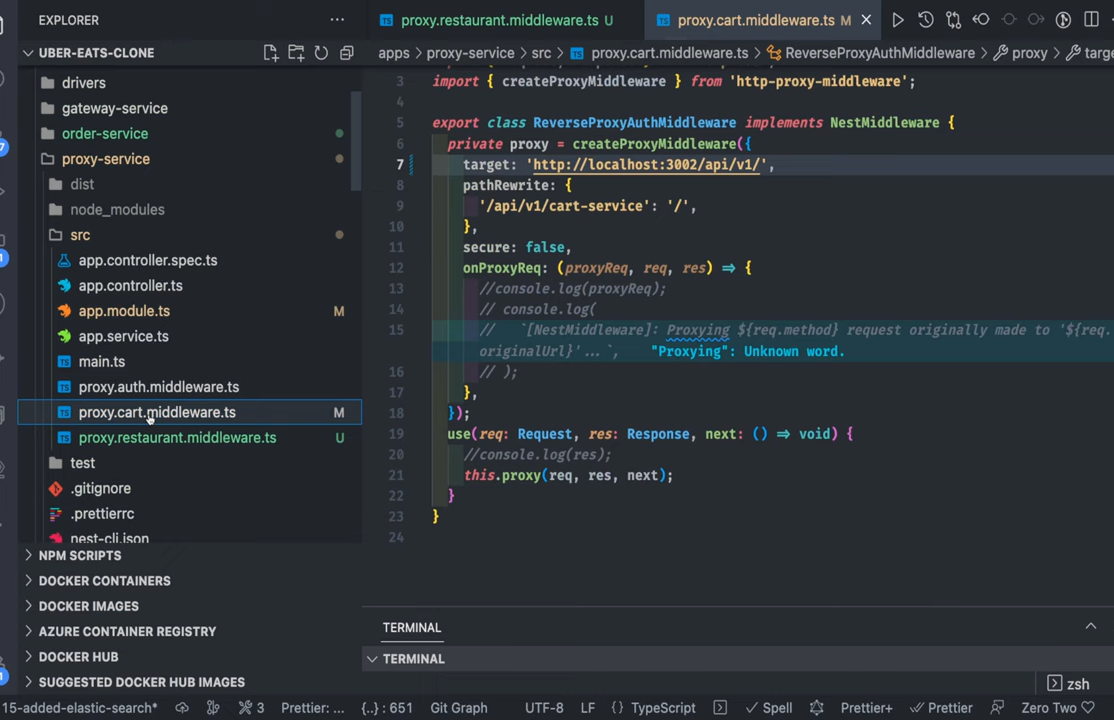 EXPLORER
UBER-EATS-CLONE
drivers
gateway-service
order-service
proxy-service
dist
node_modules
src
app.controller.spec.ts
app.controller.ts
app.module.ts M
app.service.ts
main.ts
proxy.auth.middleware.ts
proxy.cart.middleware.ts M
proxy.restaurant.middleware.ts U
test
.gitignore
.prettierrc
nest-cli.json
NPM SCRIPTS
DOCKER CONTAINERS
DOCKER IMAGES
AZURE CONTAINER REGISTRY
DOCKER HUB
SUGGESTED DOCKER HUB IMAGES
proxy.restaurant.middleware.ts U
proxy.cart.middleware.ts M
apps > proxy-service > src > proxy.cart.middleware.ts > ReverseProxyAuthMiddleware > proxy > targe
3 import { createProxyMiddleware } from 'http-proxy-middleware';
4
5 export class ReverseProxyAuthMiddleware implements NestMiddleware {
6 private proxy = createProxyMiddleware({
7 target: 'http://localhost:3002/api/v1/',
8 pathRewrite: {
9 '/api/v1/cart-service': '/',
10 },
11 secure: false,
12 onProxyReq: (proxyReq, req, res) => {
13 //console.log(proxyReq);
14 // console.log(
15 // `[NestMiddleware]: Proxying ${req.method} request originally made to '${req.
originalUrl}'...`, "Proxying": Unknown word.
16 // );
17 },
18 });
19 use(req: Request, res: Response, next: () => void) {
20 //console.log(res);
21 this.proxy(req, res, next);
22 }
23 }
24
TERMINAL
TERMINAL
zsh
15-added-elastic-search* 3 Prettier: ... {..} : 651 Git Graph UTF-8 LF {} TypeScript Spell Prettier+ Prettier Zero Two